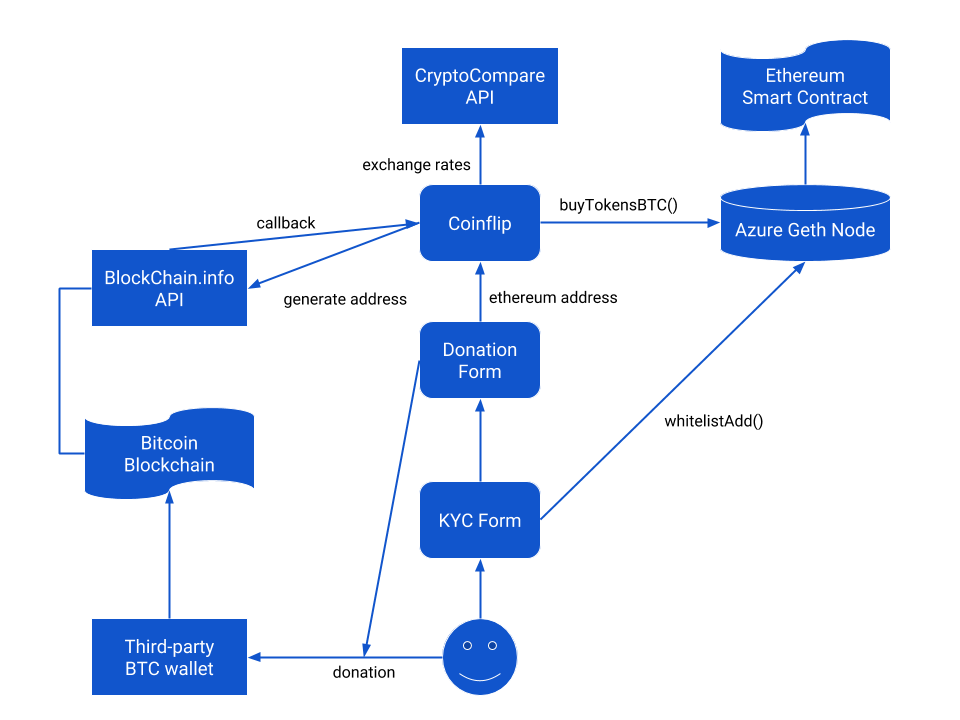 CryptoCompare
API
Ethereum
Smart Contract
exchange rates
callback
Coinflip
buyTokensBTC()
Azure Geth Node
BlockChain.info
API
generate address
ethereum address
Donation
Form
whitelistAdd()
Bitcoin
Blockchain
KYC Form
Third-party
BTC wallet
donation